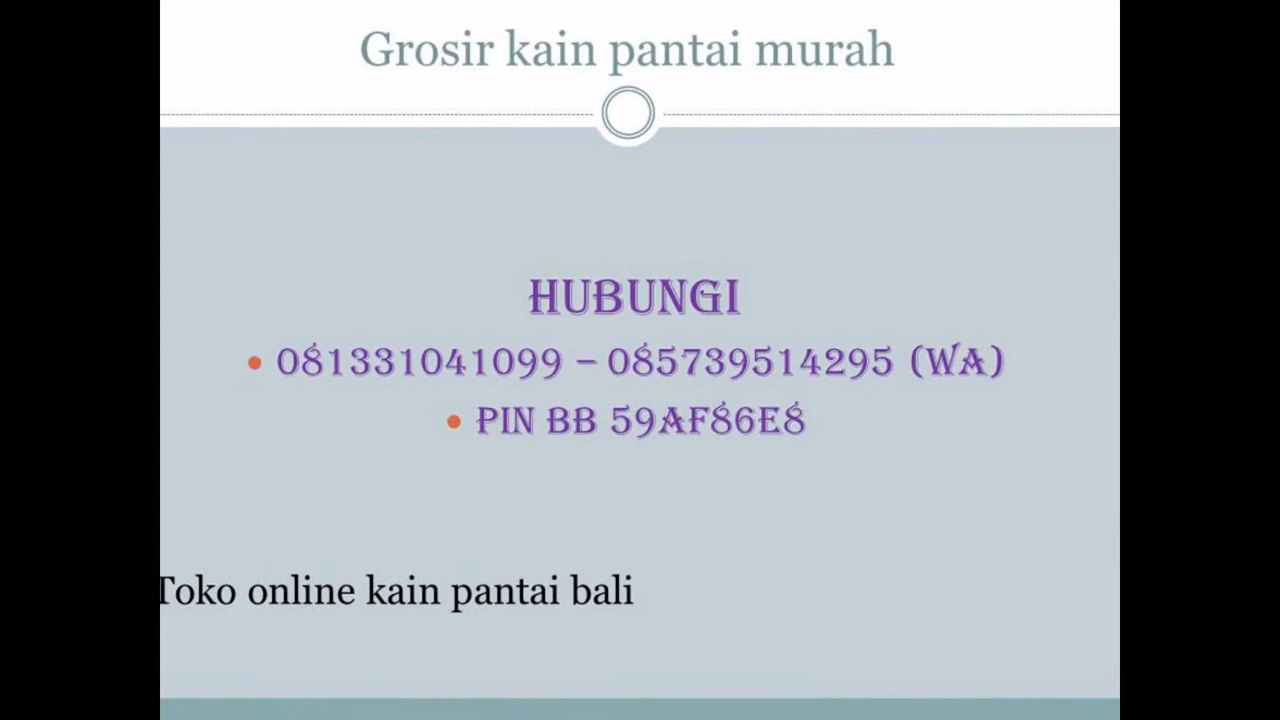 Grosir kain pantai murah
HUBUNGI
• 081331041099 – 085739514295 (WA)
• PIN BB 59AF86E8
Toko online kain pantai bali